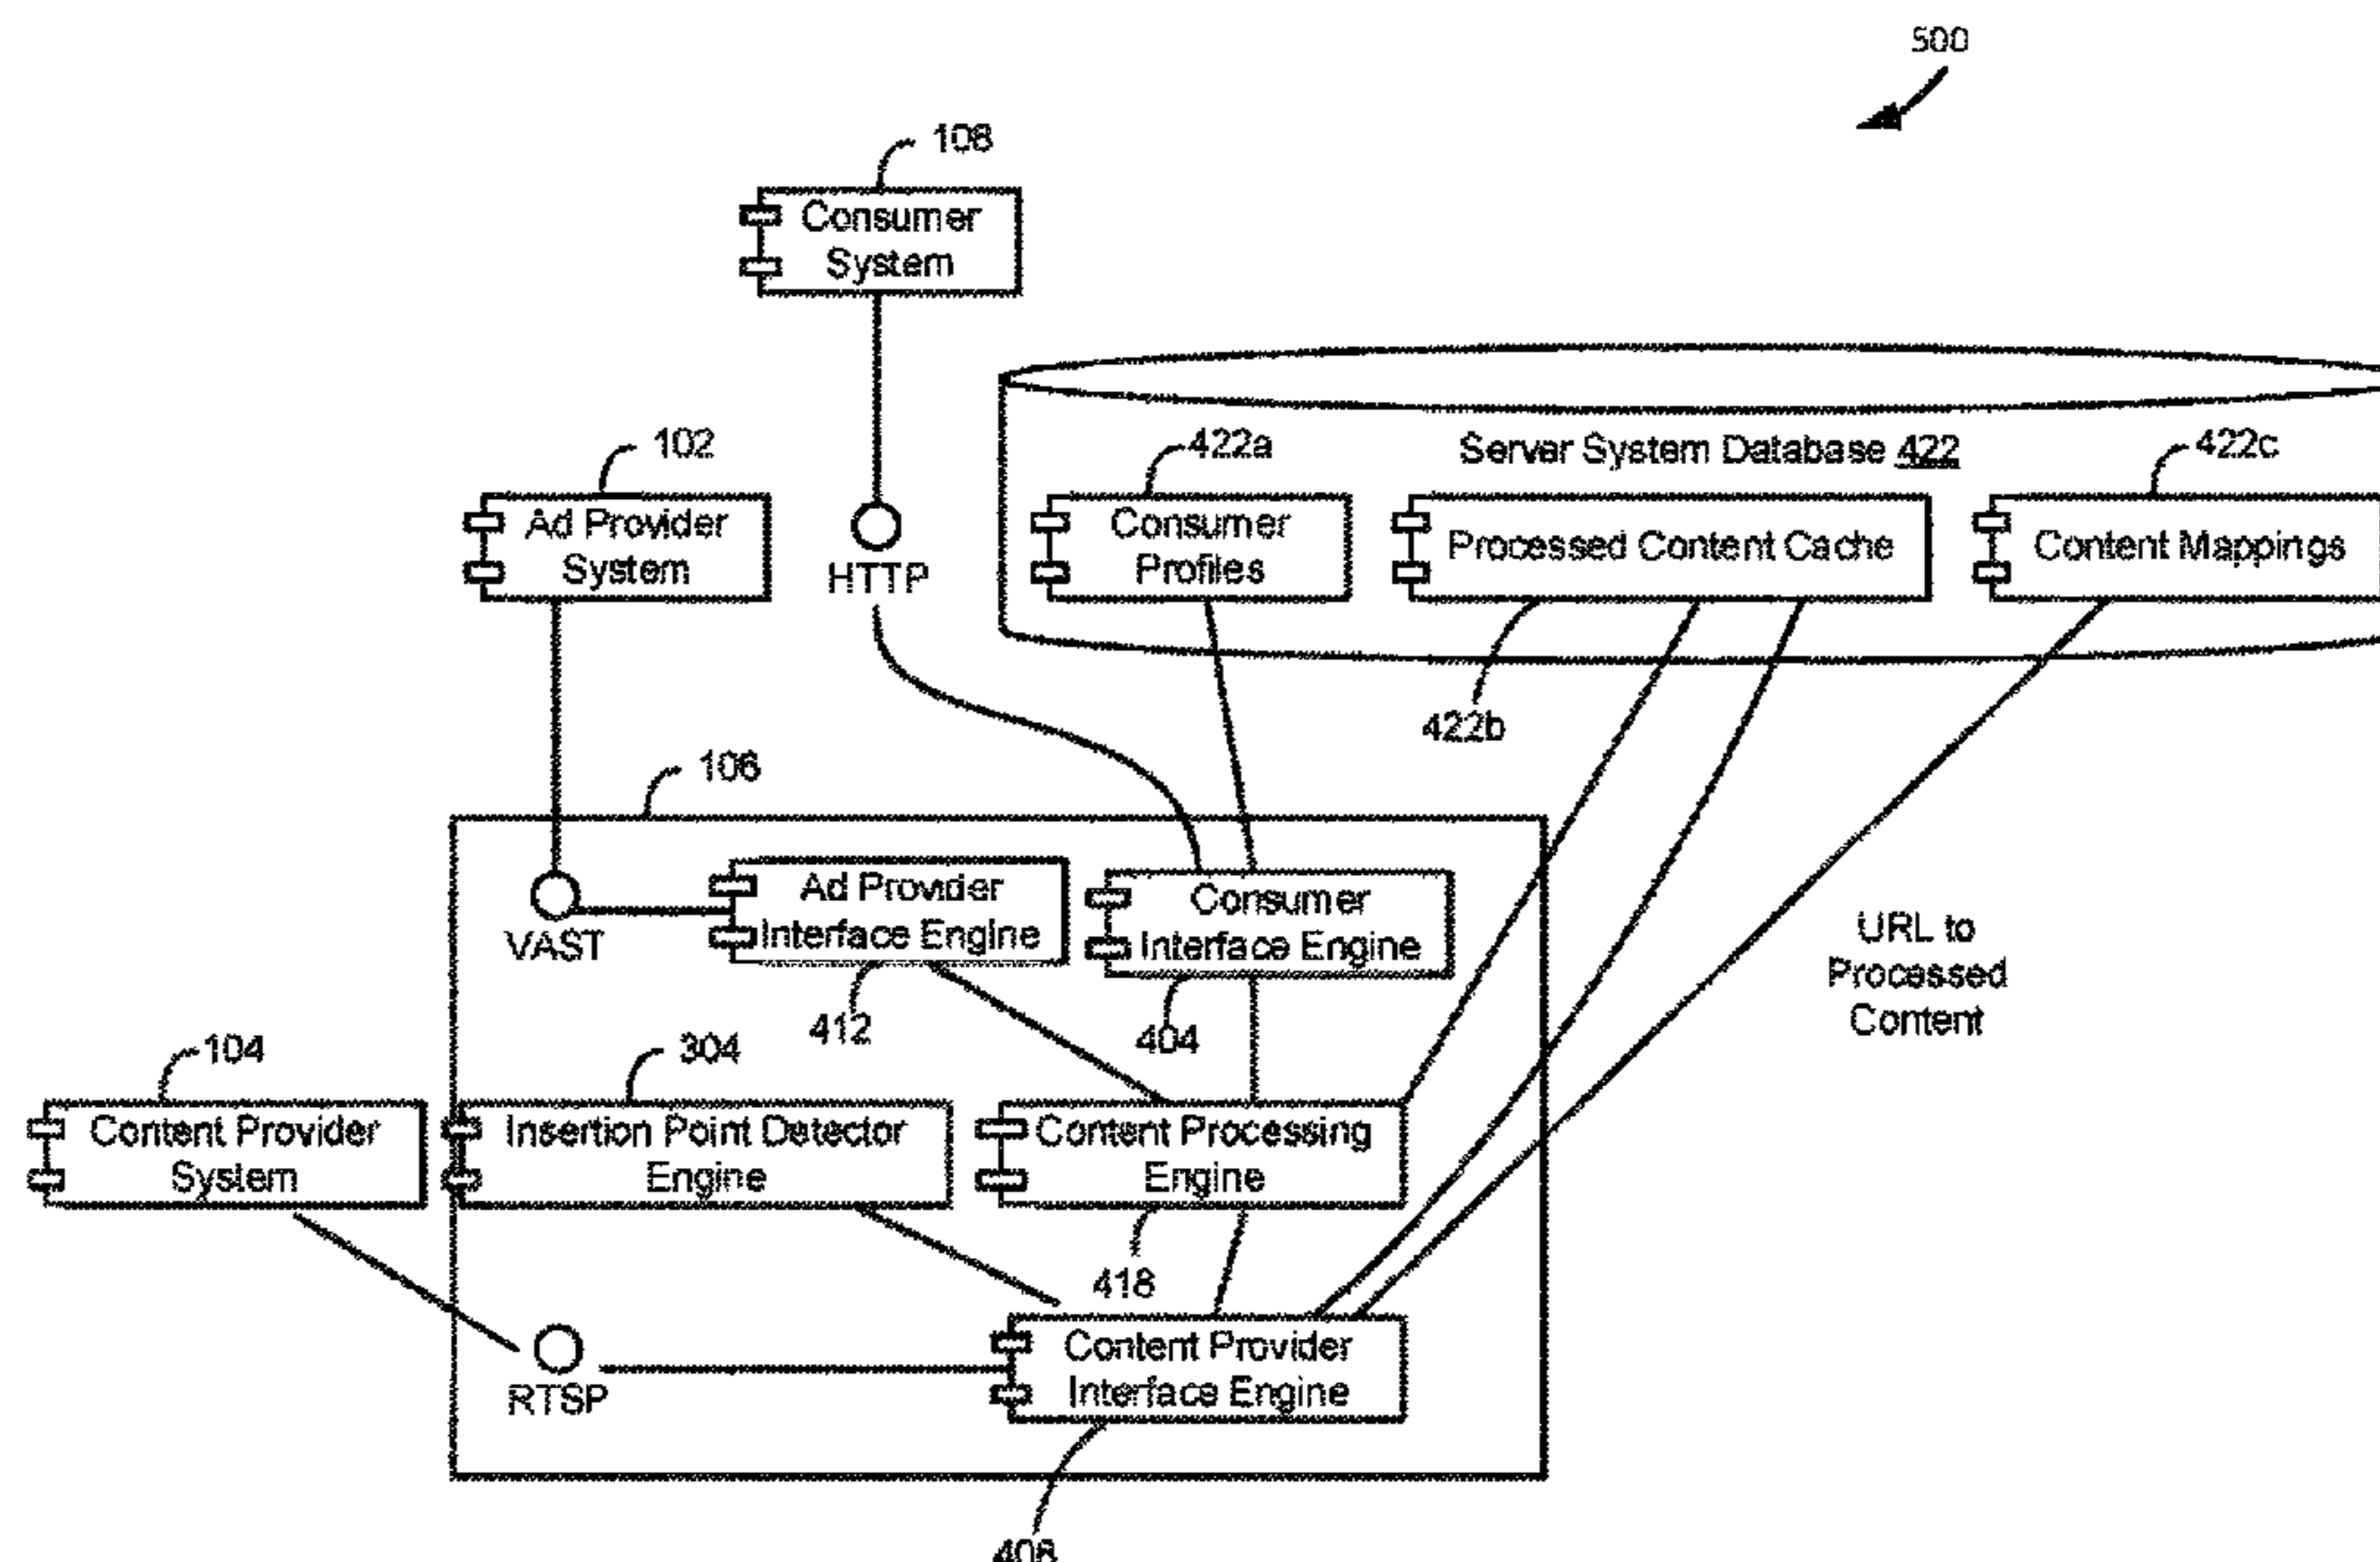 500
108
Consumer
System
102
422a
Server System Database 422
422c
Ad Provider
System
HTTP
Consumer
Profiles
Processed Content Cache
Content Mappings
422b
106
Ad Provider
Interface Engine
VAST
Consumer
Interface Engine
URL to
Processed
Content
412
404
104
304
Content Provider
System
Insertion Point Detector
Engine
Content Processing
Engine
418
RTSP
Content Provider
Interface Engine